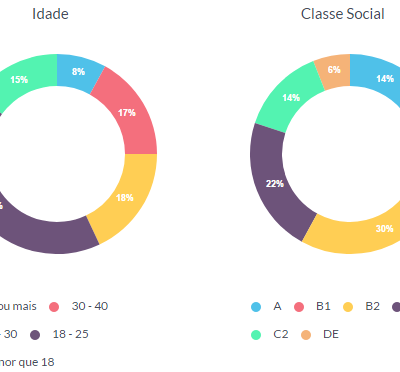 Idade
Classe Social
15%
8%
17%
18%
%
6%
14%
14%
22%
30%
ou mais 30 - 40
- 30 18 - 25
nor que 18
A B1 B2
C2 DE